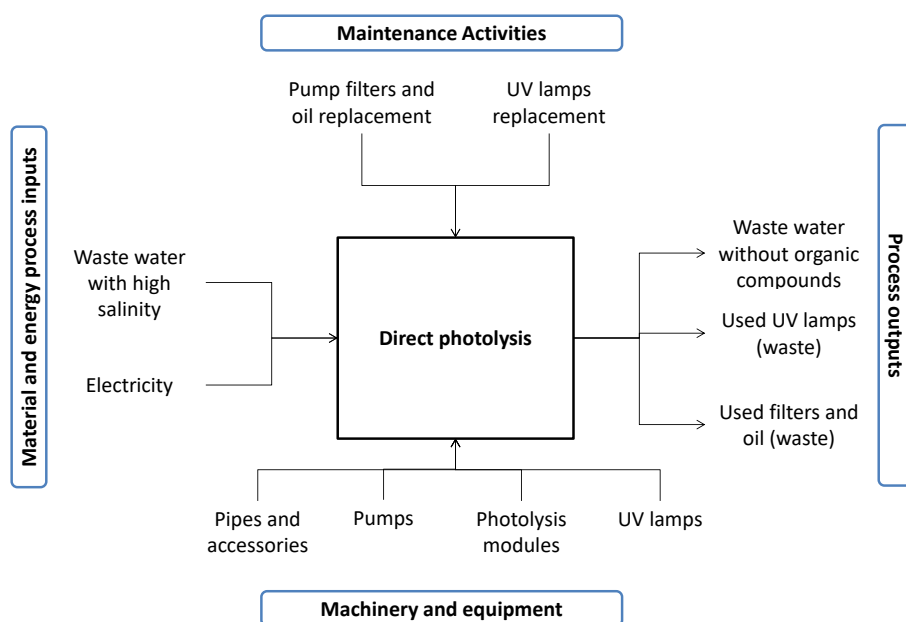 Maintenance Activities
Pump filters and
oil replacement
UV lamps
replacement
Material and energy process inputs
Waste water
with high
salinity
Electricity
Direct photolysis
Waste water
without organic
compounds
Used UV lamps
(waste)
Used filters and
oil (waste)
Process outputs
Pipes and
accessories
Pumps
Photolysis
modules
UV lamps
Machinery and equipment